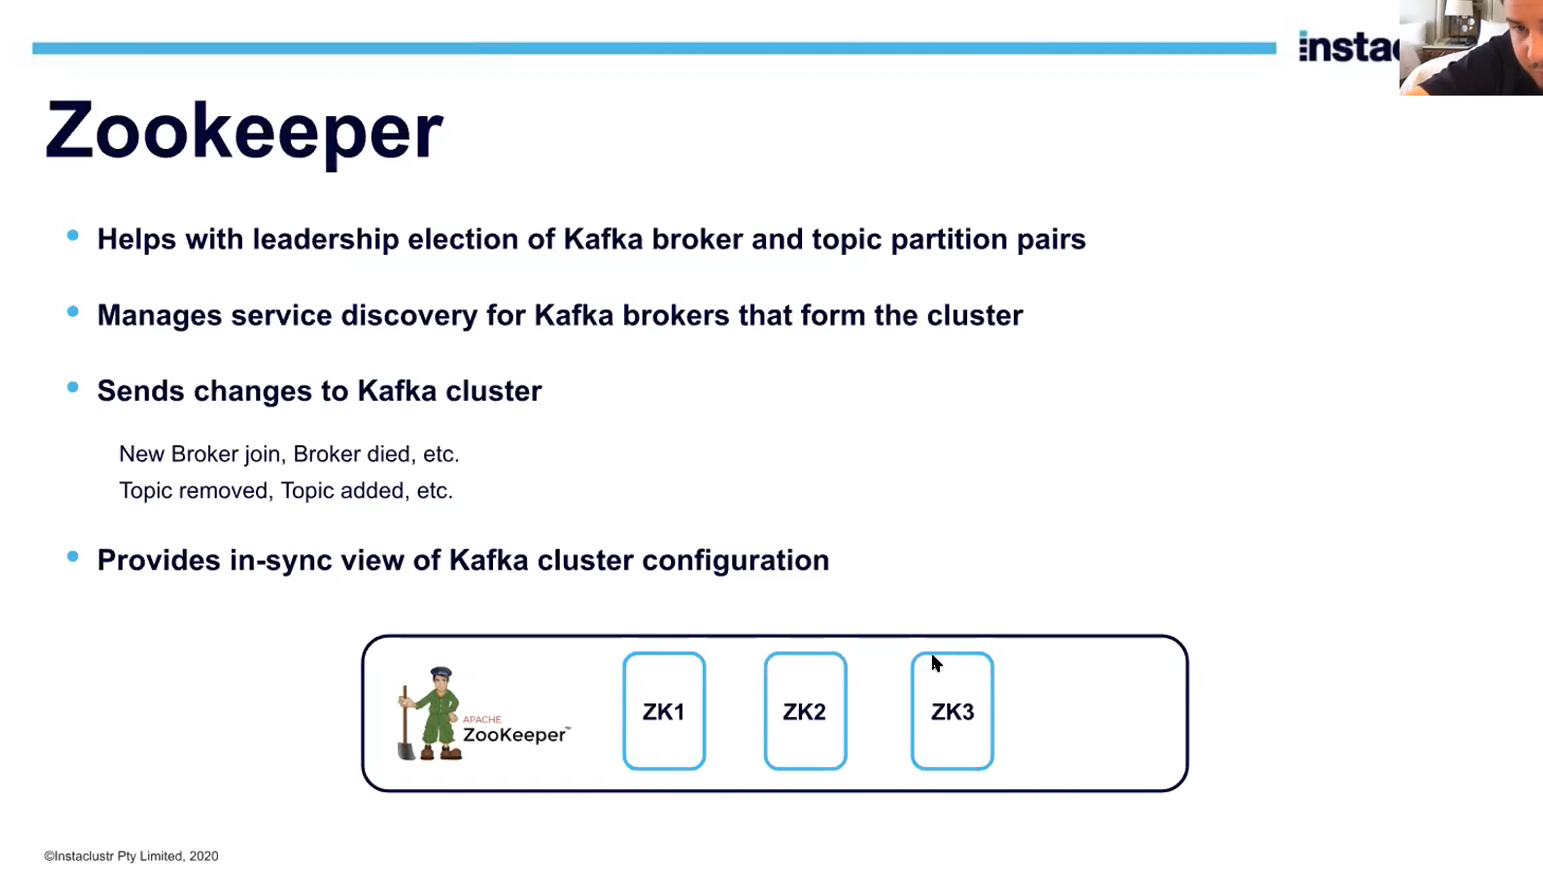 Zookeeper
Helps with leadership election of Kafka broker and topic partition pairs
Manages service discovery for Kafka brokers that form the cluster
Sends changes to Kafka cluster
New Broker join, Broker died, etc.
Topic removed, Topic added, etc.
Provides in-sync view of Kafka cluster configuration
APACHE
ZooKeeper™
ZK1 ZK2 ZK3
©Instaclustr Pty Limited, 2020